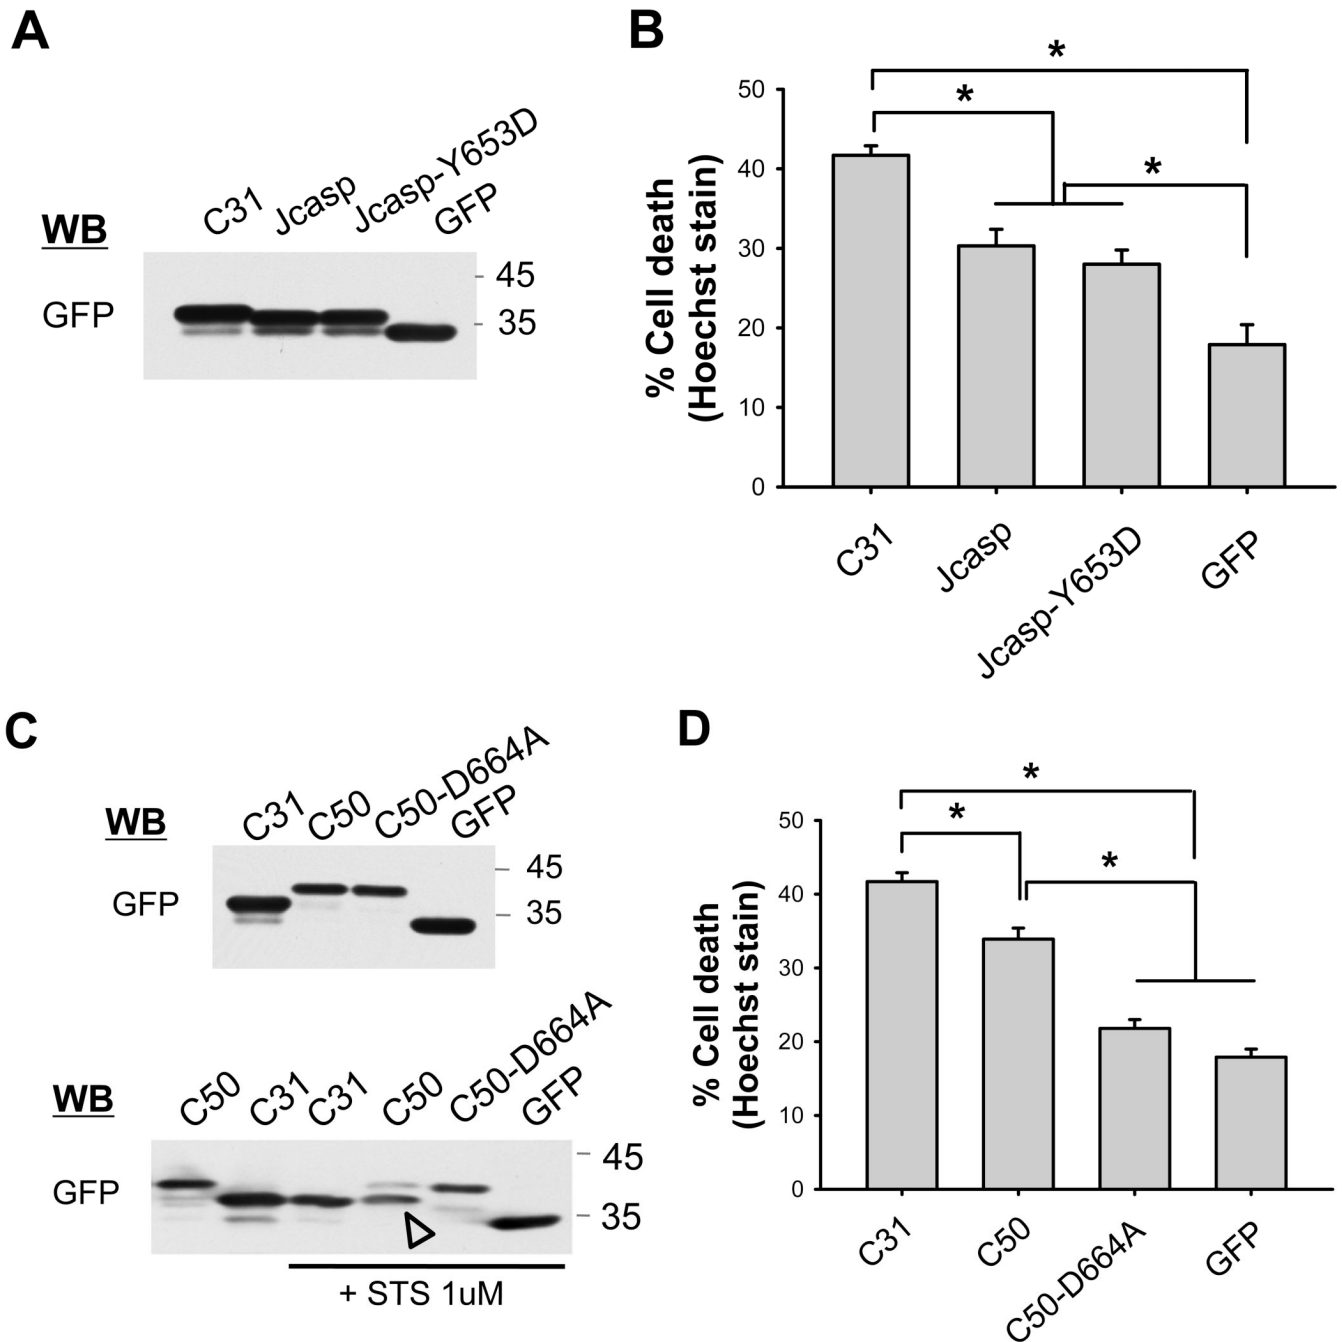 A
C31 Jcasp Jcasp-Y653D GFP
WB
GFP
45
35
B
*
*
*
% Cell death
(Hoechst stain)
50
40
30
20
10
0
C31 Jcasp Jcasp-Y653D GFP
C
C31 C50 C50-D664A GFP
WB
GFP
45
35
C50 C31 C31 C50 C50-D664A GFP
WB
GFP
45
35
+ STS 1uM
D
*
*
*
% Cell death
(Hoechst stain)
50
40
30
20
10
0
C31 C50 C50-D664A GFP